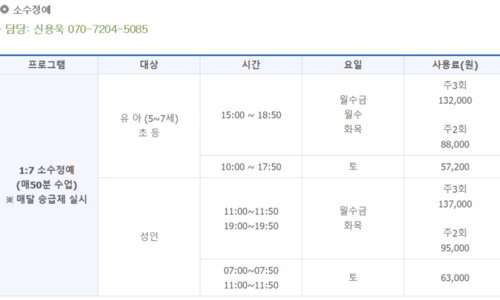 소수정예
담당: 신용욱 070-7204-5085
프로그램 대상 시간 요일 사용료(원)
1:7 소수정예
(매50분 수업)
※ 매달 승급제 실시
유 아 (5~7세)
초 등
15:00 ~ 18:50
월수금
월수
화목
주3회
132,000
주2회
88,000
10:00 ~ 17:50 토 57,200
성인
11:00~11:50
19:00~19:50
월수금
화목
주3회
137,000
주2회
95,000
07:00~07:50
11:00~11:50
토
63,000